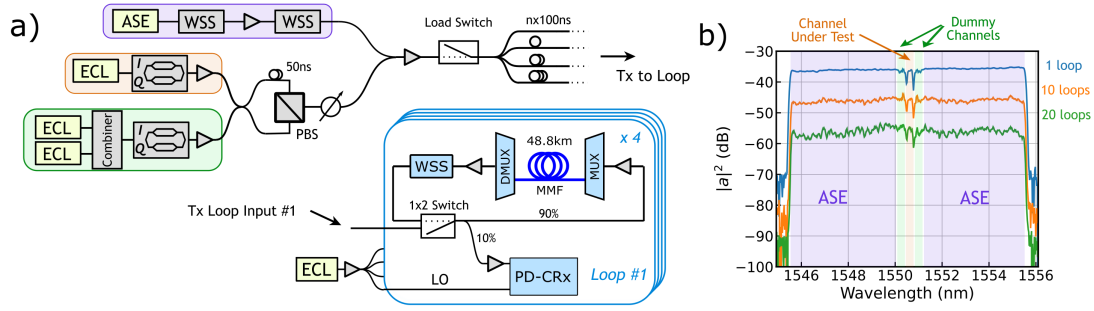 a)
ASE
WSS
WSS
ECL
I
Q
50ns
PBS
ECL
ECL
Combiner
I
Q
Load Switch
nx100ns
Tx to Loop
x 4
WSS
DMUX
48.8km
MMF
MUX
Tx Loop Input #1
1x2 Switch
90%
10%
ECL
LO
PD-CRx
Loop #1
b)
Channel
Under Test
Dummy
Channels
1 loop
10 loops
20 loops
ASE
ASE
|a|² (dB)
−30
−40
−50
−60
−70
−80
−90
−100
1546
1548
1550
1552
1554
1556
Wavelength (nm)